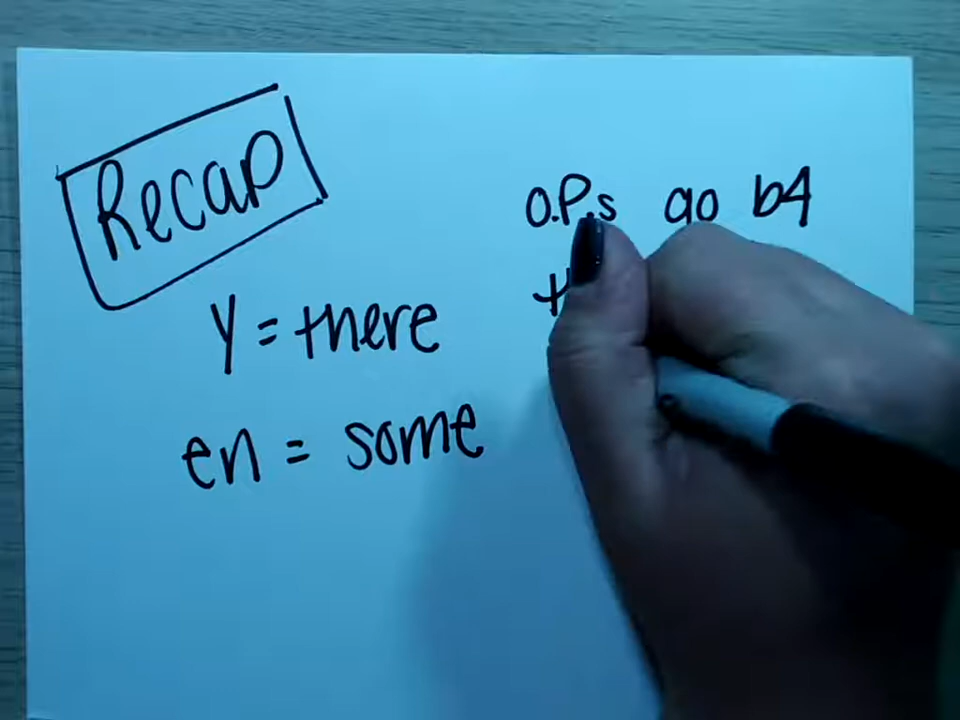 Recap
y = there
en = some
O.P.s go b4